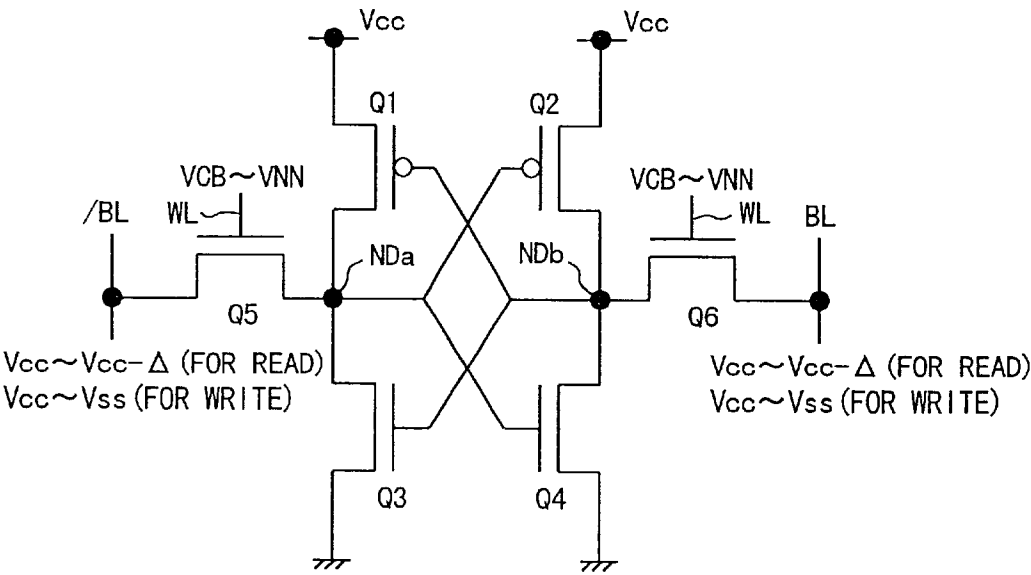 Vcc
Vcc
Q1
Q2
VCB~VNN
VCB~VNN
/BL
WL
WL
BL
NDa
NDb
Q5
Q6
Vcc~Vcc-Δ (FOR READ)
Vcc~Vss (FOR WRITE)
Vcc~Vcc-Δ (FOR READ)
Vcc~Vss (FOR WRITE)
Q3
Q4